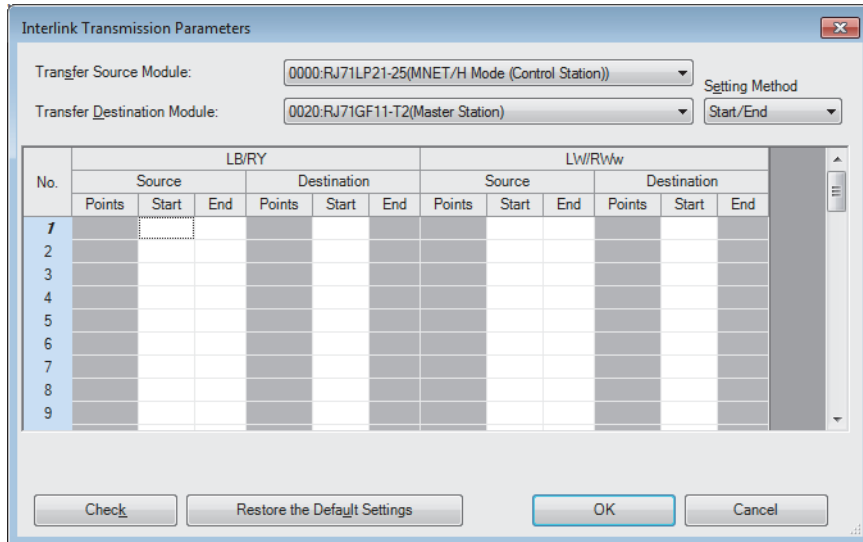 Interlink Transmission Parameters
Transfer Source Module: 0000:RJ71LP21-25(MNET/H Mode (Control Station))
Setting Method
Transfer Destination Module: 0020:RJ71GF11-T2(Master Station) Start/End
No. LB/RY LW/RWw
Source Destination Source Destination
Points Start End Points Start End Points Start End Points Start End
1
2
3
4
5
6
7
8
9
Check Restore the Default Settings OK Cancel